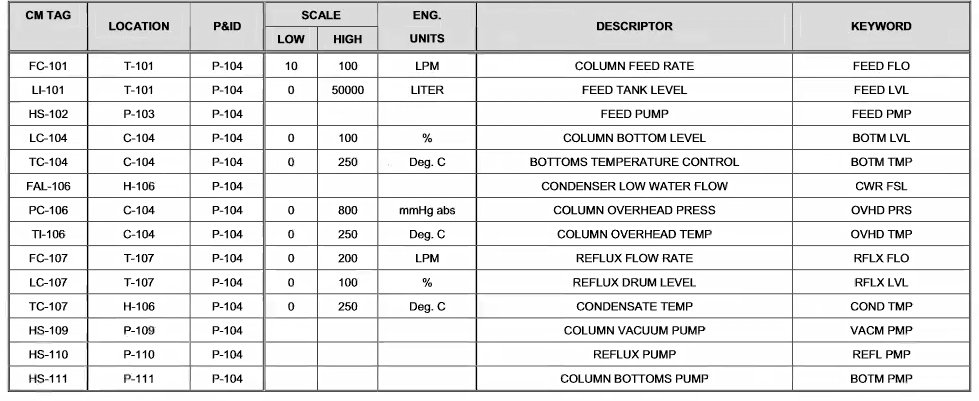 CM TAG LOCATION P&ID SCALE LOW HIGH ENG. UNITS DESCRIPTOR KEYWORD
FC-101 T-101 P-104 10 100 LPM COLUMN FEED RATE FEED FLO
LI-101 T-101 P-104 0 50000 LITER FEED TANK LEVEL FEED LVL
HS-102 P-103 P-104 FEED PUMP FEED PMP
LC-104 C-104 P-104 0 100 % COLUMN BOTTOM LEVEL BOTM LVL
TC-104 C-104 P-104 0 250 Deg. C BOTTOMS TEMPERATURE CONTROL BOTM TMP
FAL-106 H-106 P-104 CONDENSER LOW WATER FLOW CWR FSL
PC-106 C-104 P-104 0 800 mmHg abs COLUMN OVERHEAD PRESS OVHD PRS
TI-106 C-104 P-104 0 250 Deg. C COLUMN OVERHEAD TEMP OVHD TMP
FC-107 T-107 P-104 0 200 LPM REFLUX FLOW RATE RFLX FLO
LC-107 T-107 P-104 0 100 % REFLUX DRUM LEVEL RFLX LVL
TC-107 H-106 P-104 0 250 Deg. C CONDENSATE TEMP COND TMP
HS-109 P-109 P-104 COLUMN VACUUM PUMP VACM PMP
HS-110 P-110 P-104 REFLUX PUMP REFL PMP
HS-111 P-111 P-104 COLUMN BOTTOMS PUMP BOTM PMP